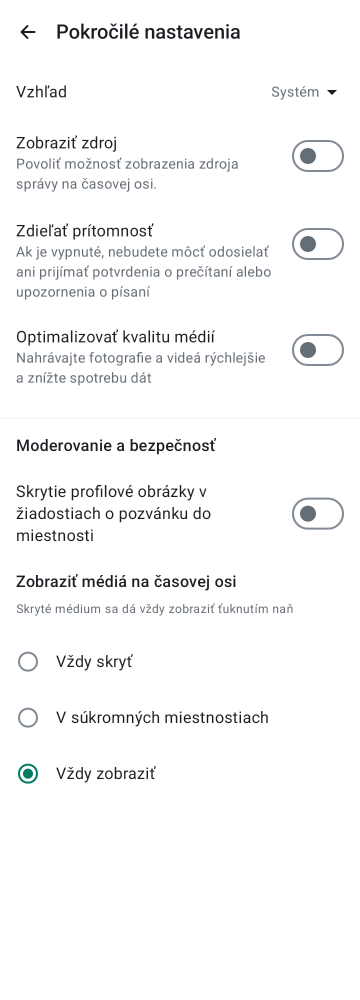 Pokročilé nastavenia
Vzhľad
Systém
Zobraziť zdroj
Povoliť možnosť zobrazenia zdroja
správy na časovej osi.
Zdieľať prítomnosť
Ak je vypnuté, nebudete môcť odosielať
ani prijímať potvrdenia o prečítaní alebo
upozornenia o písaní
Optimalizovať kvalitu médií
Nahrávajte fotografie a videá rýchlejšie
a znížte spotrebu dát
Moderovanie a bezpečnosť
Skrytie profilové obrázky v
žiadostiach o pozvánku do
miestnosti
Zobraziť médiá na časovej osi
Skryté médium sa dá vždy zobraziť ťuknutím naň
Vždy skryť
V súkromných miestnostiach
Vždy zobraziť